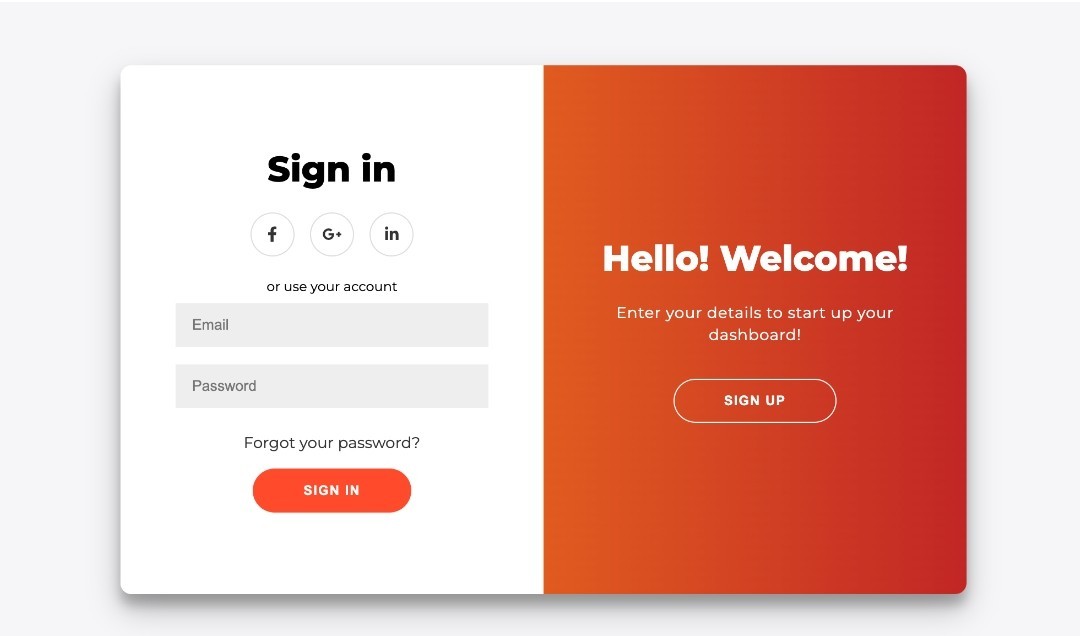 Sign in
f
G+
in
or use your account
Email
Password
Forgot your password?
SIGN IN
Hello! Welcome!
Enter your details to start up your
dashboard!
SIGN UP